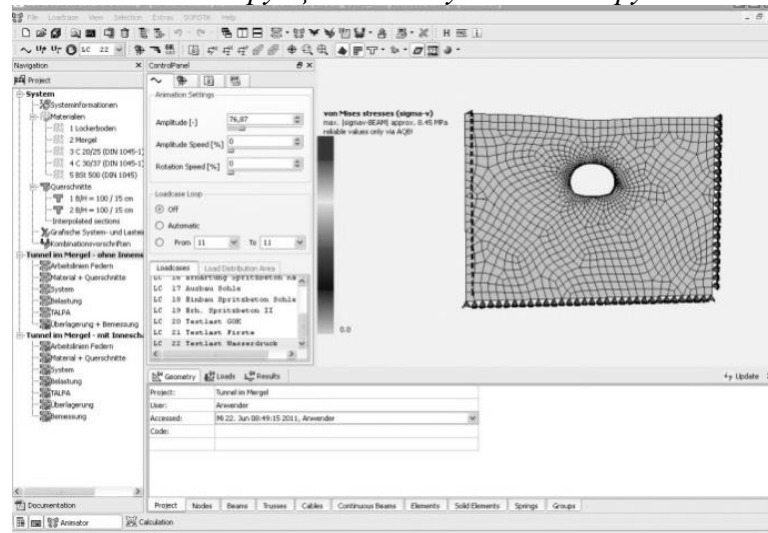 File Loadcase View Selection Extras SOFiSTiK Help
LC 22
H
Navigation
Project
System
Systeminformationen
Materialien
1 Lockerboden
2 Mergel
3 C 20/25 (DIN 1045-1)
4 C 30/37 (DIN 1045-1)
5 BSt 500 (DIN 1045)
Querschnitte
1 B/H = 100 / 15 cm
2 B/H = 100 / 15 cm
Interpolated sections
Grafische System- und Lasten
Kombinationsvorschriften
Tunnel im Mergel - ohne Innens
Arbeitslinien Federn
Material + Querschnitte
System
Belastung
TALPA
Überlagerung + Bemessung
Tunnel im Mergel - mit Innensch
Arbeitslinien Federn
Material + Querschnitte
System
Belastung
TALPA
Überlagerung
Bemessung
Documentation
ControlPanel
Animation Settings
Amplitude [-] 76,87
Amplitude Speed [%] 0
Rotation Speed [%] 0
Loadcase Loop
Off
Automatic
From 11 To 11
Loadcases Load Distribution Area
LC 17 Ausbau Sohle
LC 18 Einbau Spritzbeton Sohle
LC 19 Erh. Spritzbeton II
LC 20 Testlast GOK
LC 21 Testlast Firste
LC 22 Testlast Wasserdruck
von Mises stresses (sigma-v)
max. |sigmav-BEAM| approx. 8.45 MPa
reliable values only via AQB!
0.0
Geometry Loads Results
Update
Project: Tunnel im Mergel
User: Anwender
Accessed: Mi 22. Jun 08:49:15 2011, Anwender
Code:
Project Nodes Beams Trusses Cables Continuous Beams Elements Solid Elements Springs Groups
Animator Calculation